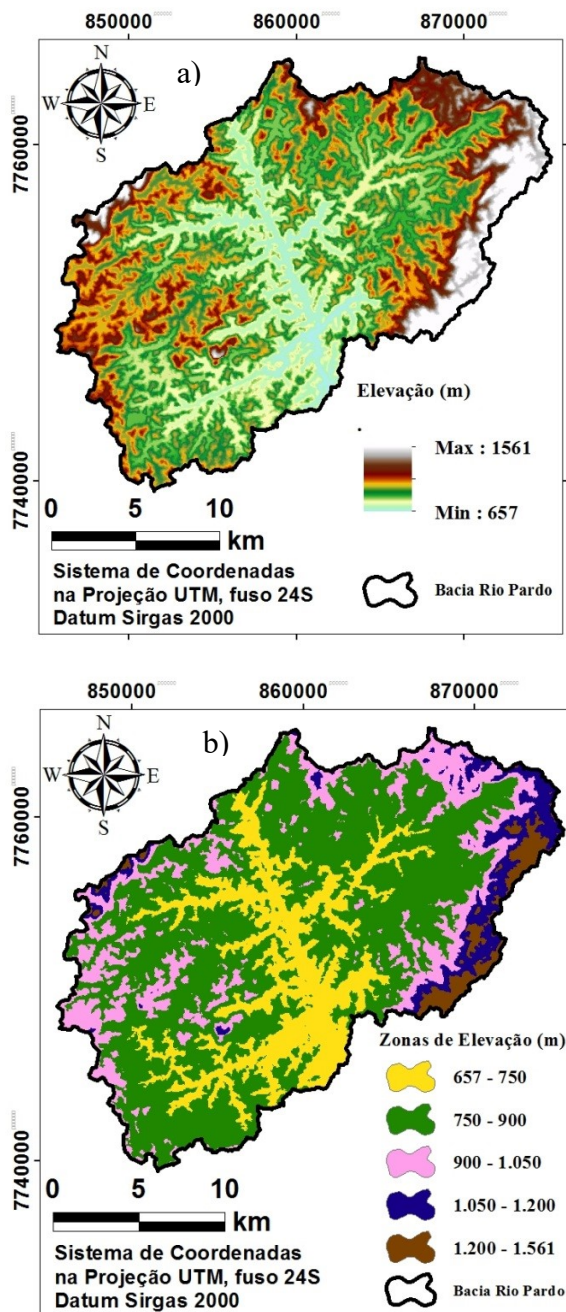 850000 860000 870000
a)
N
W E
S
7760000
7740000
Elevação (m)
Max : 1561
Min : 657
0 5 10
km
Sistema de Coordenadas
na Projeção UTM, fuso 24S
Datum Sirgas 2000
Bacia Rio Pardo
850000 860000 870000
b)
N
W E
S
7760000
7740000
Zonas de Elevação (m)
657 - 750
750 - 900
900 - 1.050
1.050 - 1.200
1.200 - 1.561
0 5 10
km
Sistema de Coordenadas
na Projeção UTM, fuso 24S
Datum Sirgas 2000
Bacia Rio Pardo